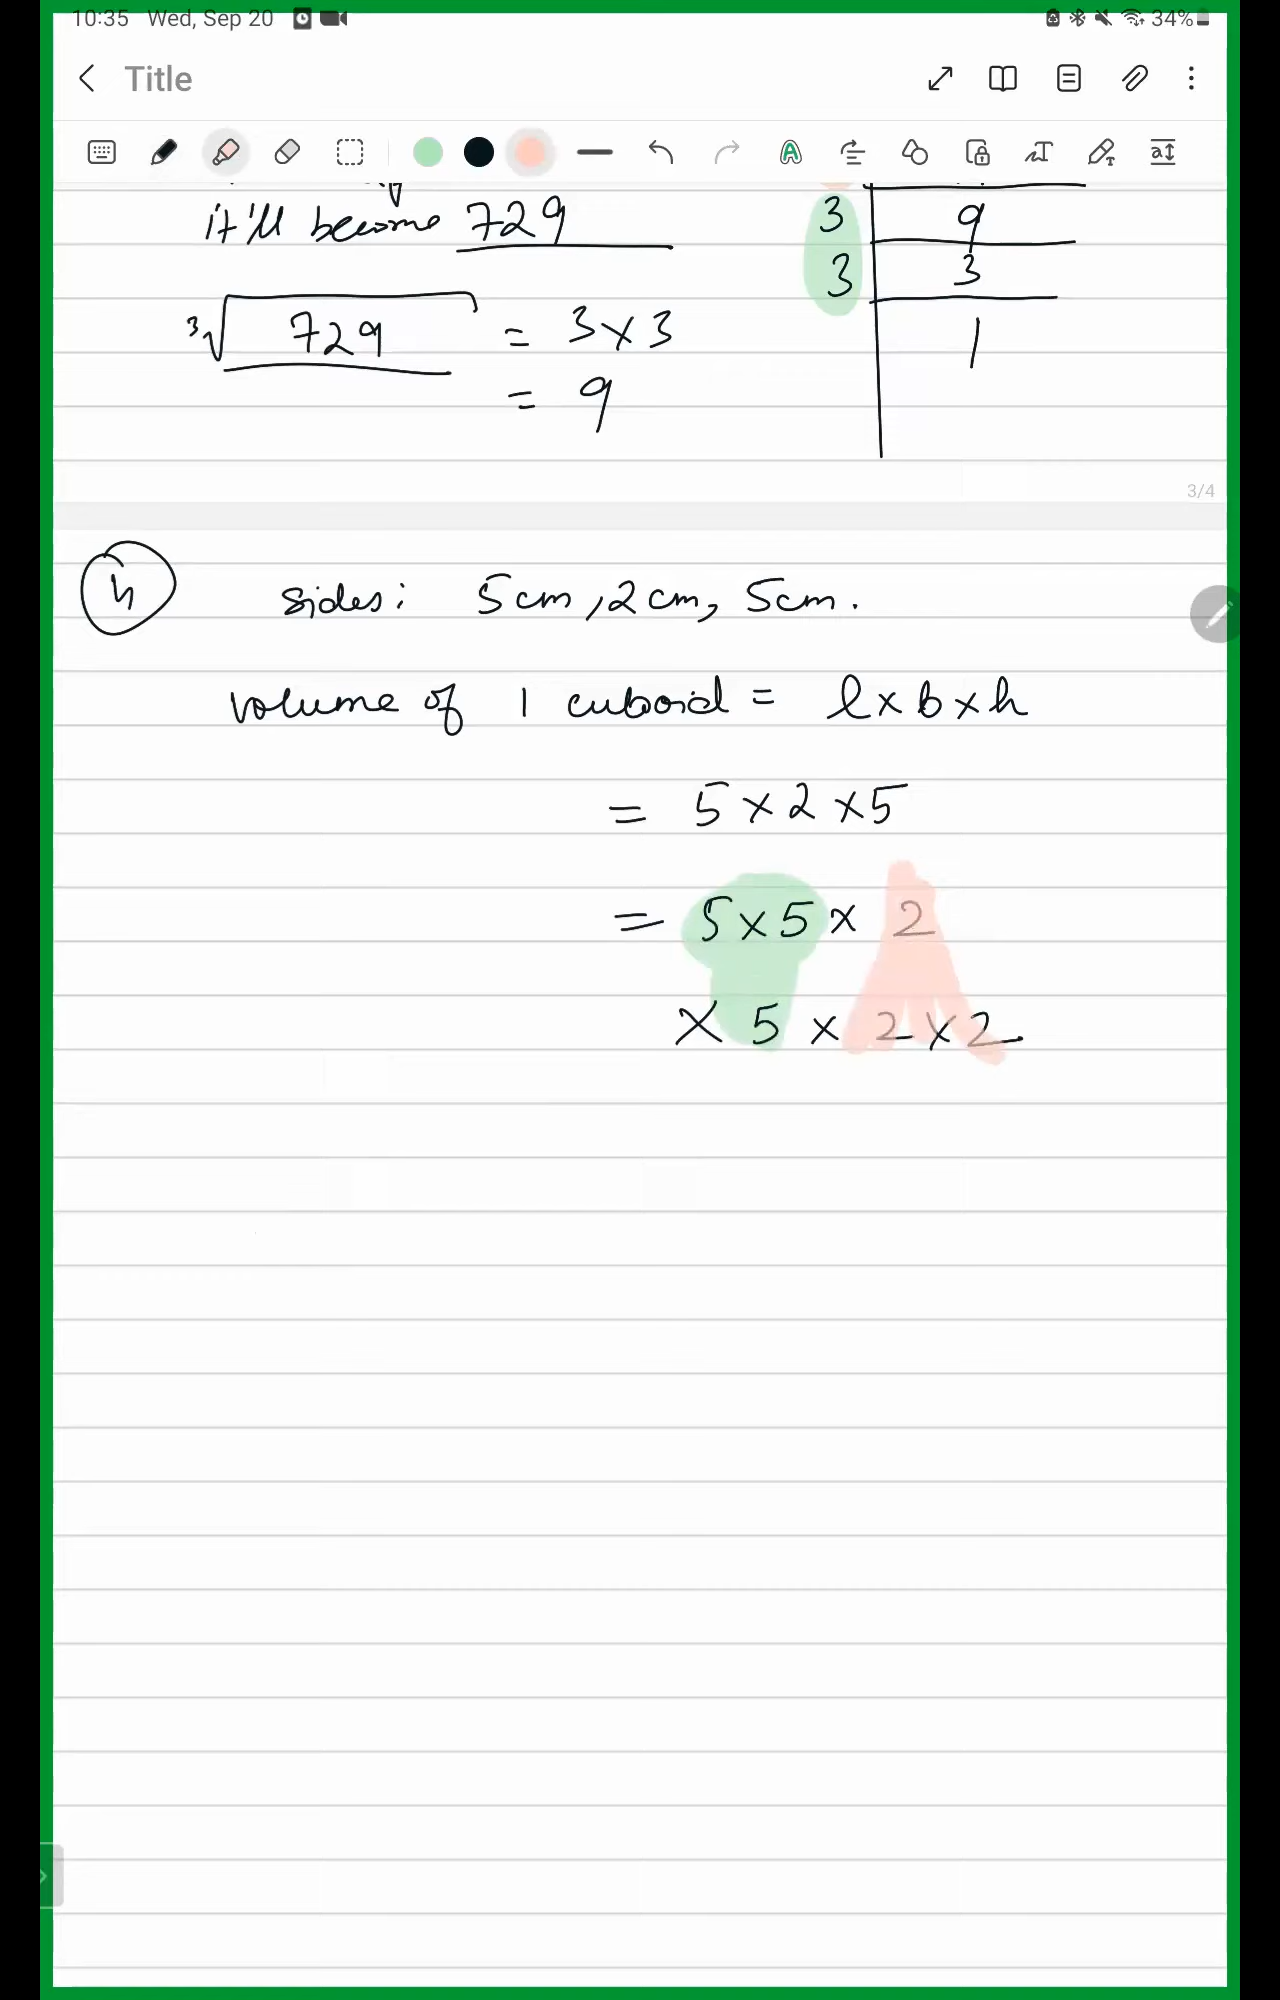 10:35 Wed, Sep 20 34%
Title
it'll become 729
3 | 9
3 | 3
1
3√729 = 3 × 3
= 9
3/4
4 sides: 5cm, 2cm, 5cm.
volume of 1 cuboid = l × b × h
= 5 × 2 × 5
= 5 × 5 × 2
× 5 × 2 × 2